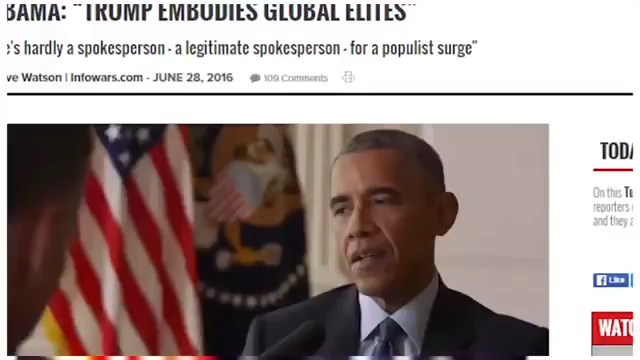 BAMA: "TRUMP EMBODIES GLOBAL ELITES"
e's hardly a spokesperson - a legitimate spokesperson - for a populist surge"
ve Watson | Infowars.com - JUNE 28, 2016 109 Comments
TODA
On this Tu
reporters
and they a
Like
WATC